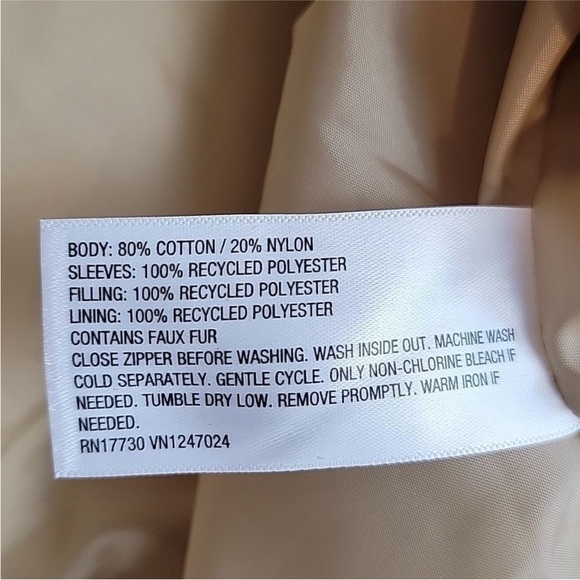 BODY: 80% COTTON / 20% NYLON
SLEEVES: 100% RECYCLED POLYESTER
FILLING: 100% RECYCLED POLYESTER
LINING: 100% RECYCLED POLYESTER
CONTAINS FAUX FUR
CLOSE ZIPPER BEFORE WASHING. WASH INSIDE OUT. MACHINE WASH
COLD SEPARATELY. GENTLE CYCLE. ONLY NON-CHLORINE BLEACH IF
NEEDED. TUMBLE DRY LOW. REMOVE PROMPTLY. WARM IRON IF
NEEDED.
RN17730 VN1247024